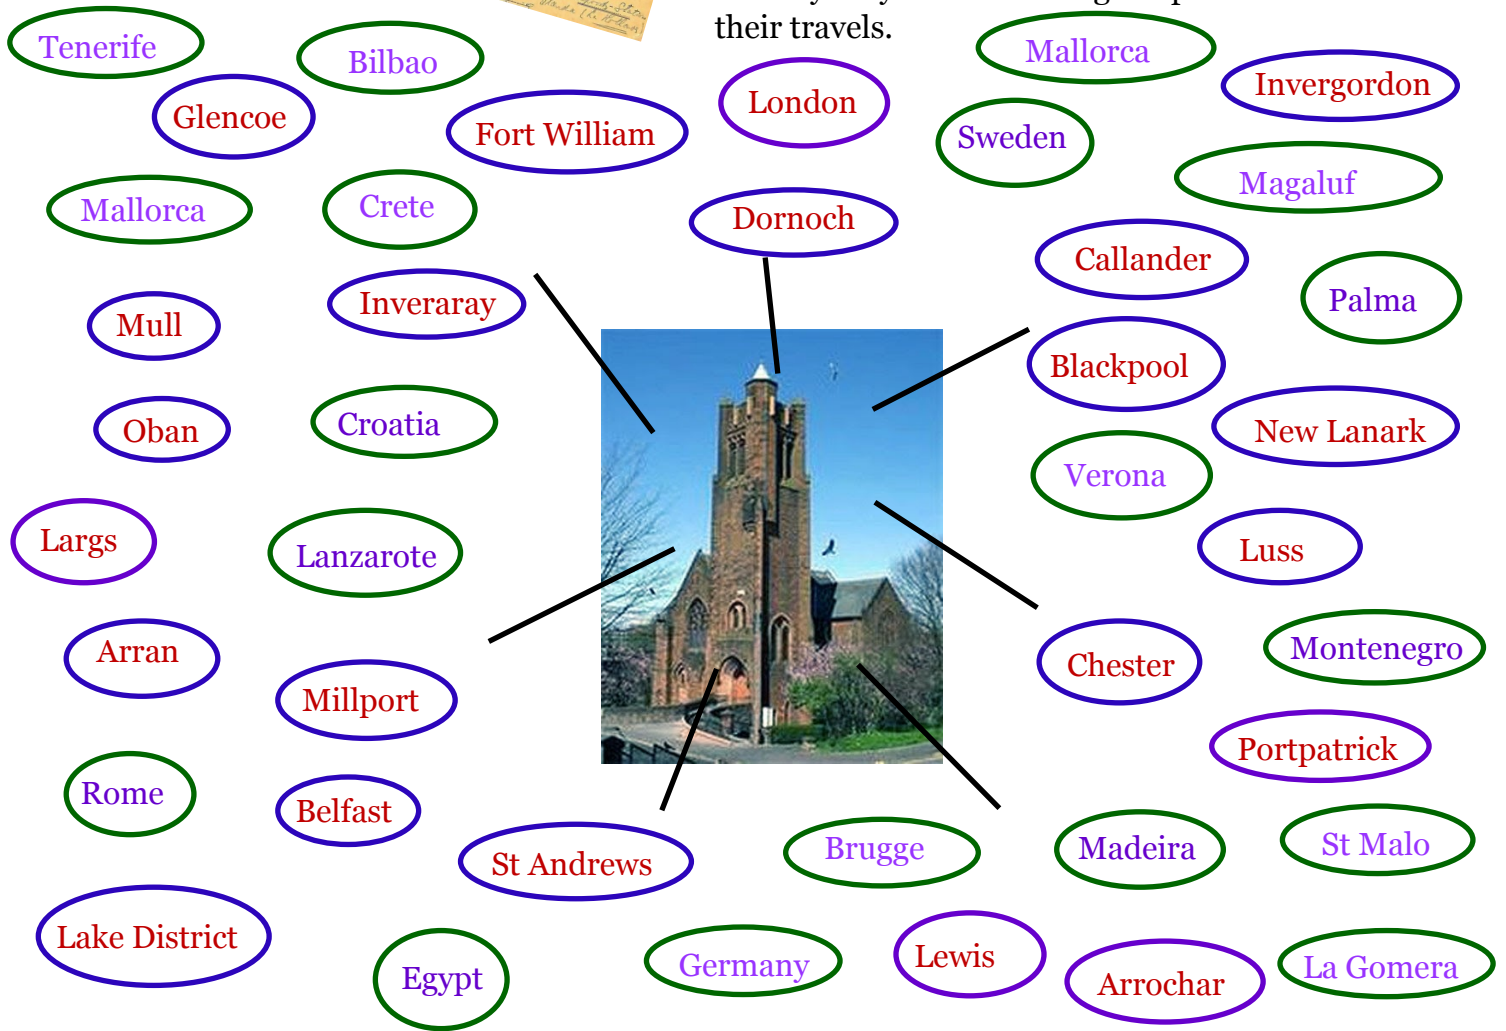 their travels.
Tenerife
Bilbao
Mallorca
Invergordon
London
Glencoe
Fort William
Sweden
Magaluf
Mallorca
Crete
Dornoch
Callander
Palma
Inveraray
Mull
Blackpool
Oban
Croatia
New Lanark
Verona
Largs
Lanzarote
Luss
Arran
Montenegro
Chester
Millport
Portpatrick
Rome
Belfast
St Andrews
Brugge
Madeira
St Malo
Lake District
Egypt
Germany
Lewis
Arrochar
La Gomera